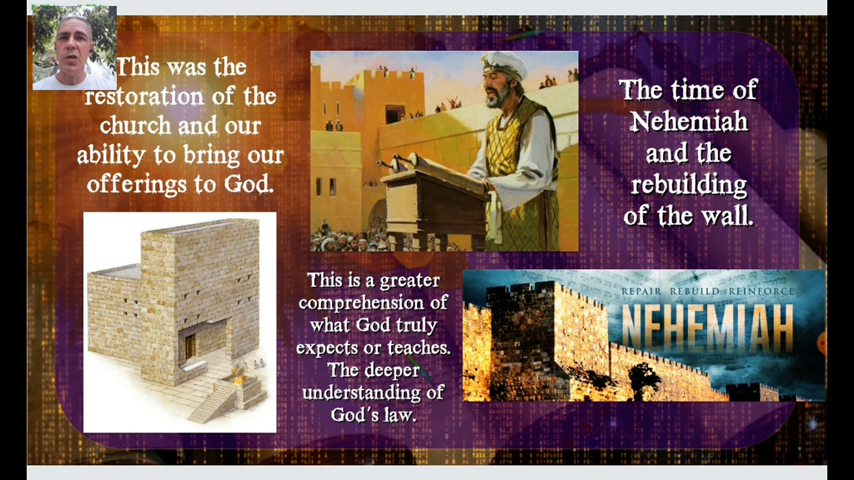 This was the
restoration of the
church and our
ability to bring our
offerings to God.
The time of
Nehemiah
and the
rebuilding
of the wall.
This is a greater
comprehension of
what God truly
expects or teaches.
The deeper
understanding of
God's law.
REPAIR REBUILD REINFORCE
NEHEMIAH